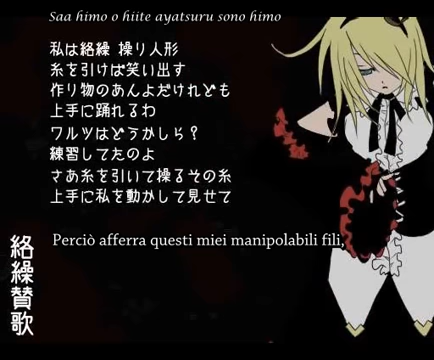 Saa himo o hiite ayatsuru sono himo
私は絡繰 操り人形
糸を引けば笑い出す
作り物のあんよだけれども
上手に踊れるわ
ワルツはどうかしら？
練習してたのよ
さあ糸を引いて操るその糸
上手に私を動かして見せて
Perciò afferra questi miei manipolabili fili,
絡繰賛歌